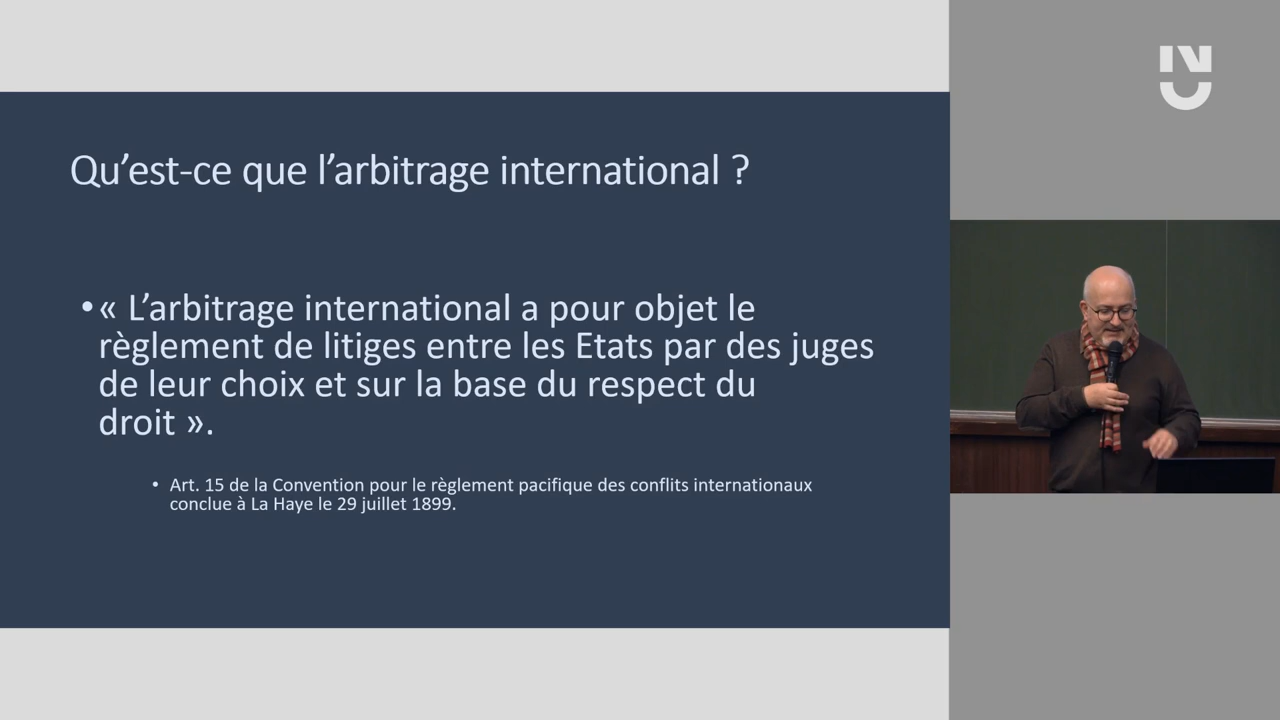 Qu’est-ce que l’arbitrage international ?
•« L’arbitrage international a pour objet le
règlement de litiges entre les Etats par des juges
de leur choix et sur la base du respect du
droit ».
• Art. 15 de la Convention pour le règlement pacifique des conflits internationaux
conclue à La Haye le 29 juillet 1899.